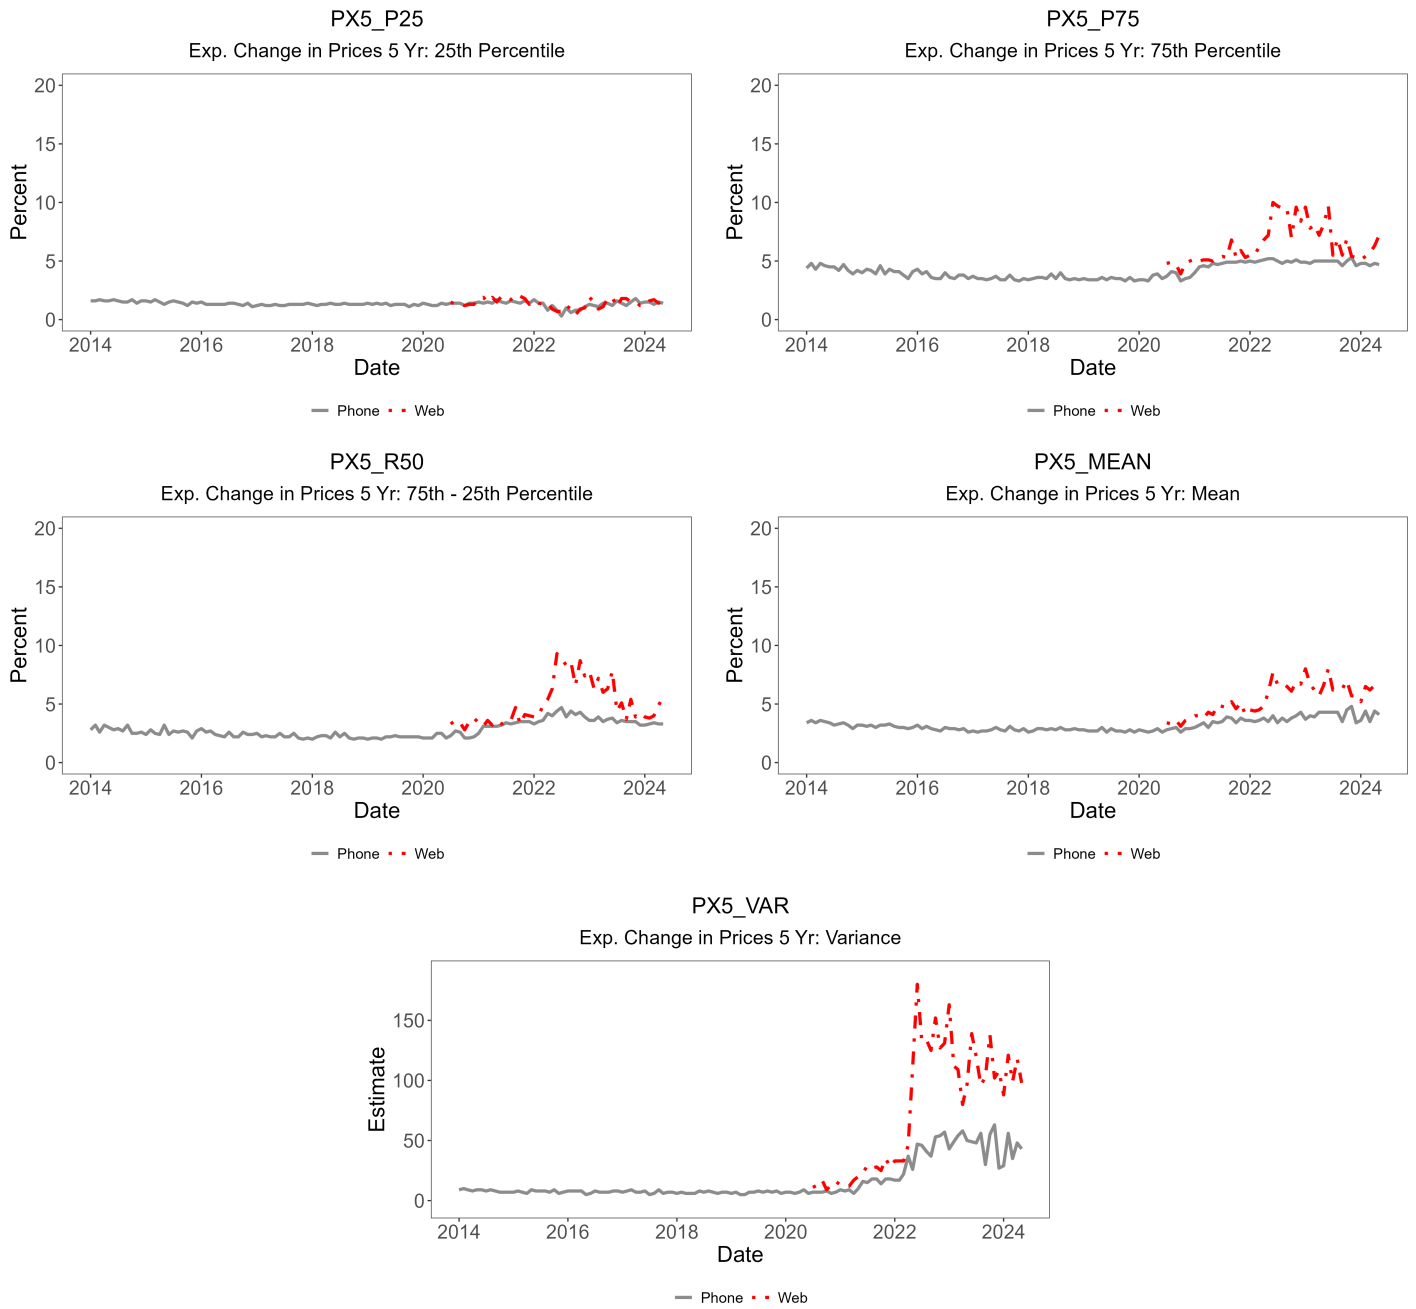 PX5_P25
Exp. Change in Prices 5 Yr: 25th Percentile
Percent
20
15
10
5
0
2014 2016 2018 2020 2022 2024
Date
Phone Web
PX5_P75
Exp. Change in Prices 5 Yr: 75th Percentile
Percent
20
15
10
5
0
2014 2016 2018 2020 2022 2024
Date
Phone Web
PX5_R50
Exp. Change in Prices 5 Yr: 75th - 25th Percentile
Percent
20
15
10
5
0
2014 2016 2018 2020 2022 2024
Date
Phone Web
PX5_MEAN
Exp. Change in Prices 5 Yr: Mean
Percent
20
15
10
5
0
2014 2016 2018 2020 2022 2024
Date
Phone Web
PX5_VAR
Exp. Change in Prices 5 Yr: Variance
Estimate
150
100
50
0
2014 2016 2018 2020 2022 2024
Date
Phone Web